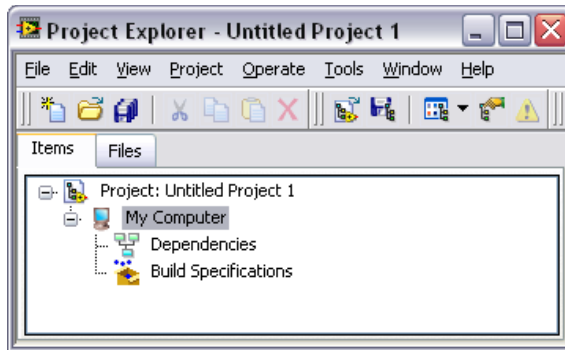 Project Explorer - Untitled Project 1
File Edit View Project Operate Tools Window Help
Items Files
Project: Untitled Project 1
My Computer
Dependencies
Build Specifications